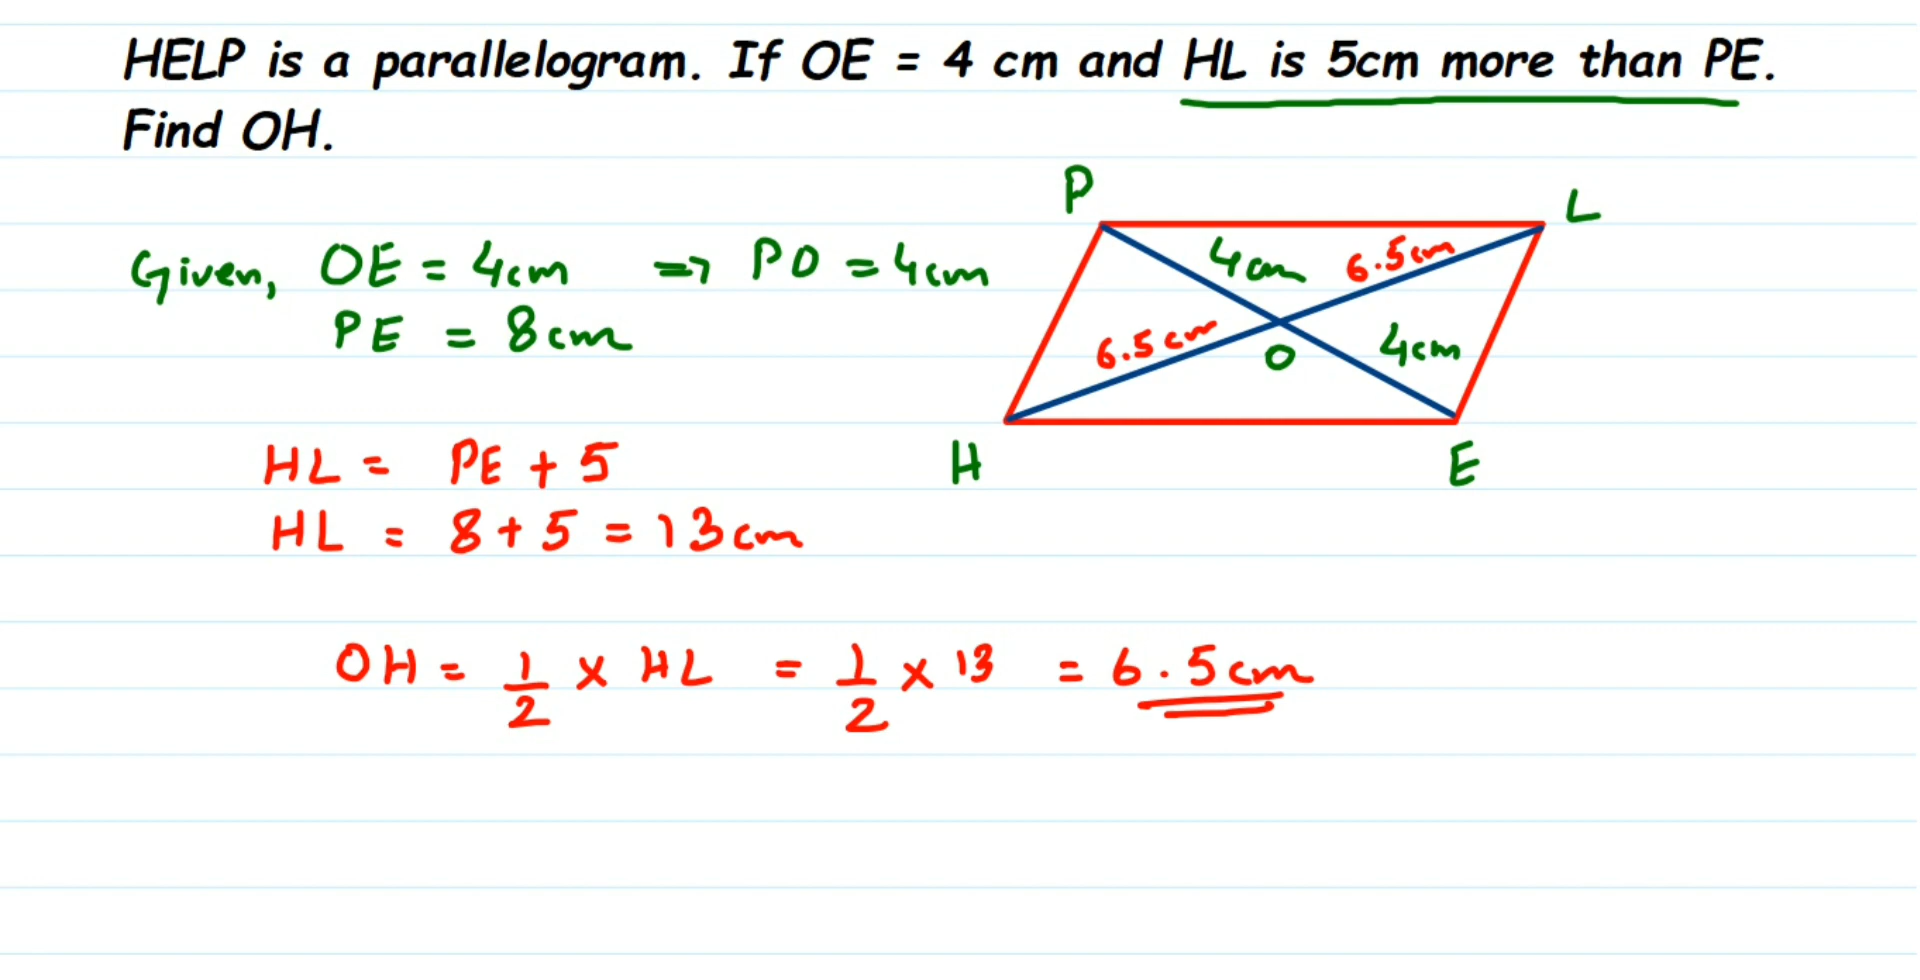 HELP is a parallelogram. If OE = 4 cm and HL is 5cm more than PE.
Find OH.
P
L
Given, OE = 4cm ⇒ PO = 4cm
4cm
6.5cm
PE = 8cm
6.5cm
O
4cm
HL = PE + 5
H
E
HL = 8 + 5 = 13cm
OH = 1/2 × HL = 1/2 × 13 = 6.5cm